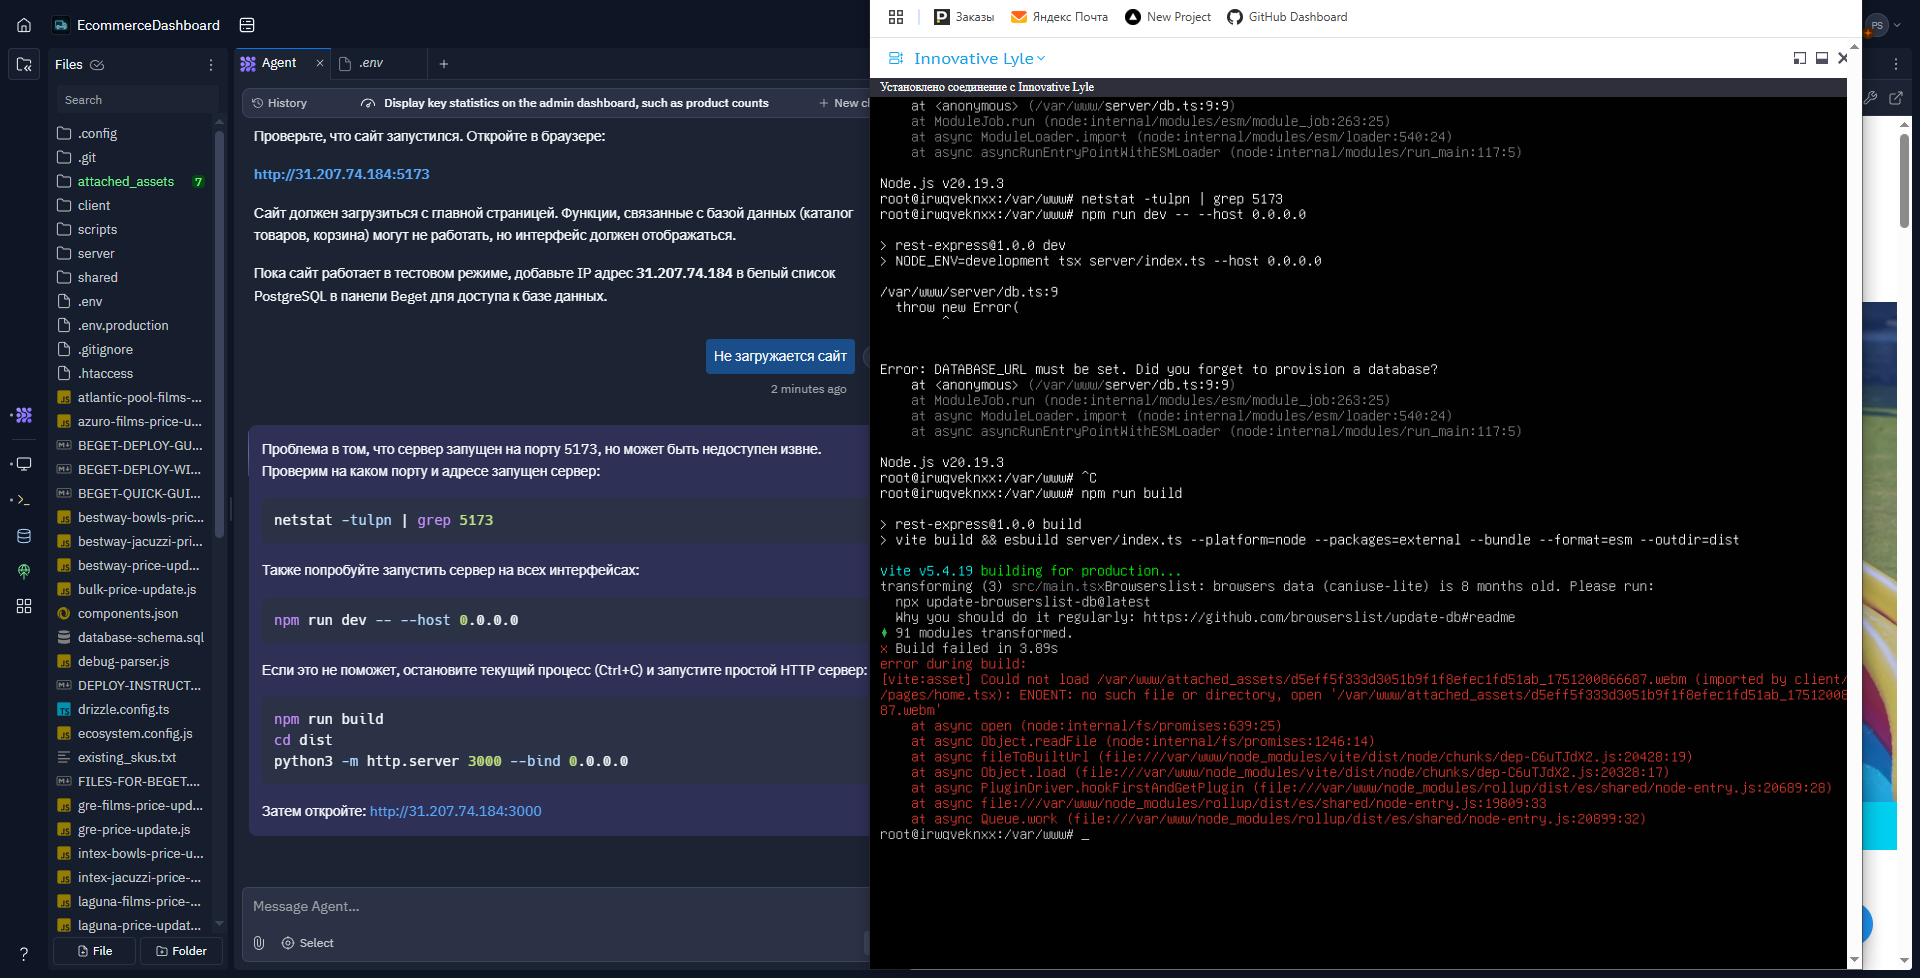 EcommerceDashboard
Files
Search
.config
.git
attached_assets 7
client
scripts
server
shared
.env
.env.production
.gitignore
.htaccess
atlantic-pool-films-...
azuro-films-price-u...
BEGET-DEPLOY-GU...
BEGET-DEPLOY-WI...
BEGET-QUICK-GUI...
bestway-bowls-pric...
bestway-jacuzzi-pri...
bestway-price-upd...
bulk-price-update.js
components.json
database-schema.sql
debug-parser.js
DEPLOY-INSTRUCT...
drizzle.config.ts
ecosystem.config.js
existing_skus.txt
FILES-FOR-BEGET....
gre-films-price-upd...
gre-price-update.js
intex-bowls-price-u...
intex-jacuzzi-price-...
laguna-films-price-...
laguna-price-updat...
File
Folder
Agent
.env
History
Display key statistics on the admin dashboard, such as product counts
+ New c
Проверьте, что сайт запустился. Откройте в браузере:
http://31.207.74.184:5173
Сайт должен загрузиться с главной страницей. Функции, связанные с базой данных (каталог
товаров, корзина) могут не работать, но интерфейс должен отображаться.
Пока сайт работает в тестовом режиме, добавьте IP адрес 31.207.74.184 в белый список
PostgreSQL в панели Beget для доступа к базе данных.
Не загружается сайт
2 minutes ago
Проблема в том, что сервер запущен на порту 5173, но может быть недоступен извне.
Проверим на каком порту и адресе запущен сервер:
netstat -tulpn | grep 5173
Также попробуйте запустить сервер на всех интерфейсах:
npm run dev -- --host 0.0.0.0
Если это не поможет, остановите текущий процесс (Ctrl+C) и запустите простой HTTP сервер:
npm run build
cd dist
python3 -m http.server 3000 --bind 0.0.0.0
Затем откройте: http://31.207.74.184:3000
Message Agent...
Select
Заказы
Яндекс Почта
New Project
GitHub Dashboard
PS
Innovative Lyle
Установлено соединение с Innovative Lyle
at <anonymous> (/var/www/server/db.ts:9:9)
at ModuleJob.run (node:internal/modules/esm/module_job:263:25)
at async ModuleLoader.import (node:internal/modules/esm/loader:540:24)
at async asyncRunEntryPointWithESMLoader (node:internal/modules/run_main:117:5)
Node.js v20.19.3
root@irwqveknxx:/var/www# netstat -tulpn | grep 5173
root@irwqveknxx:/var/www# npm run dev -- --host 0.0.0.0
> rest-express@1.0.0 dev
> NODE_ENV=development tsx server/index.ts --host 0.0.0.0
/var/www/server/db.ts:9
throw new Error(
^
Error: DATABASE_URL must be set. Did you forget to provision a database?
at <anonymous> (/var/www/server/db.ts:9:9)
at ModuleJob.run (node:internal/modules/esm/module_job:263:25)
at async ModuleLoader.import (node:internal/modules/esm/loader:540:24)
at async asyncRunEntryPointWithESMLoader (node:internal/modules/run_main:117:5)
Node.js v20.19.3
root@irwqveknxx:/var/www# ^C
root@irwqveknxx:/var/www# npm run build
> rest-express@1.0.0 build
> vite build && esbuild server/index.ts --platform=node --packages=external --bundle --format=esm --outdir=dist
vite v5.4.19 building for production...
transforming (3) src/main.tsxBrowserslist: browsers data (caniuse-lite) is 8 months old. Please run:
npx update-browserslist-db@latest
Why you should do it regularly: https://github.com/browserslist/update-db#readme
♦ 91 modules transformed.
x Build failed in 3.89s
error during build:
[vite:asset] Could not load /var/www/attached_assets/d5eff5f333d3051b9f1f8efec1fd51ab_1751200866687.webm (imported by client/
/pages/home.tsx): ENOENT: no such file or directory, open '/var/www/attached_assets/d5eff5f333d3051b9f1f8efec1fd51ab_17512008
87.webm'
at async open (node:internal/fs/promises:639:25)
at async Object.readFile (node:internal/fs/promises:1246:14)
at async fileToBuiltUrl (file:///var/www/node_modules/vite/dist/node/chunks/dep-C6uTJdX2.js:20428:19)
at async Object.load (file:///var/www/node_modules/vite/dist/node/chunks/dep-C6uTJdX2.js:20328:17)
at async PluginDriver.hookFirstAndGetPlugin (file:///var/www/node_modules/rollup/dist/es/shared/node-entry.js:20689:28)
at async file:///var/www/node_modules/rollup/dist/es/shared/node-entry.js:19809:33
at async Queue.work (file:///var/www/node_modules/rollup/dist/es/shared/node-entry.js:20899:32)
root@irwqveknxx:/var/www# _